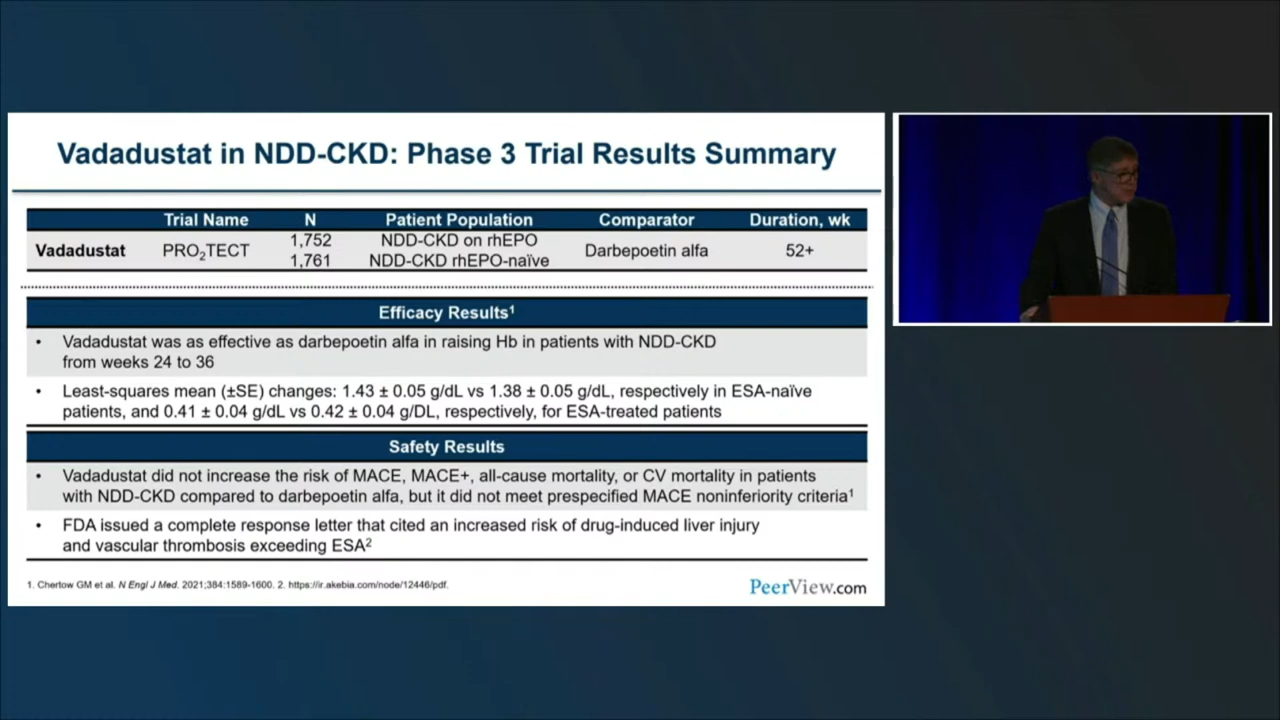 Vadadustat in NDD-CKD: Phase 3 Trial Results Summary
Trial Name N Patient Population Comparator Duration, wk
Vadadustat PRO₂TECT 1,752 NDD-CKD on rhEPO Darbepoetin alfa 52+
1,761 NDD-CKD rhEPO-naïve
Efficacy Results¹
• Vadadustat was as effective as darbepoetin alfa in raising Hb in patients with NDD-CKD
from weeks 24 to 36
• Least-squares mean (±SE) changes: 1.43 ± 0.05 g/dL vs 1.38 ± 0.05 g/dL, respectively in ESA-naïve
patients, and 0.41 ± 0.04 g/dL vs 0.42 ± 0.04 g/DL, respectively, for ESA-treated patients
Safety Results
• Vadadustat did not increase the risk of MACE, MACE+, all-cause mortality, or CV mortality in patients
with NDD-CKD compared to darbepoetin alfa, but it did not meet prespecified MACE noninferiority criteria¹
• FDA issued a complete response letter that cited an increased risk of drug-induced liver injury
and vascular thrombosis exceeding ESA²
1. Chertow GM et al. N Engl J Med. 2021;384:1589-1600. 2. https://ir.akebia.com/node/12446/pdf.
PeerView.com